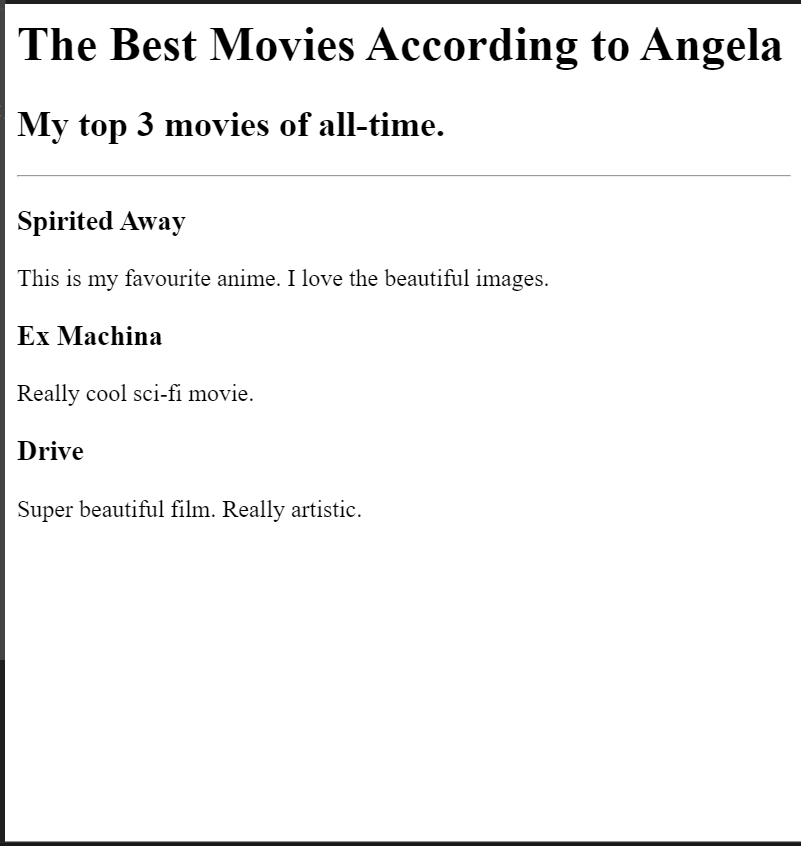 The Best Movies According to Angela
My top 3 movies of all-time.
Spirited Away
This is my favourite anime. I love the beautiful images.
Ex Machina
Really cool sci-fi movie.
Drive
Super beautiful film. Really artistic.